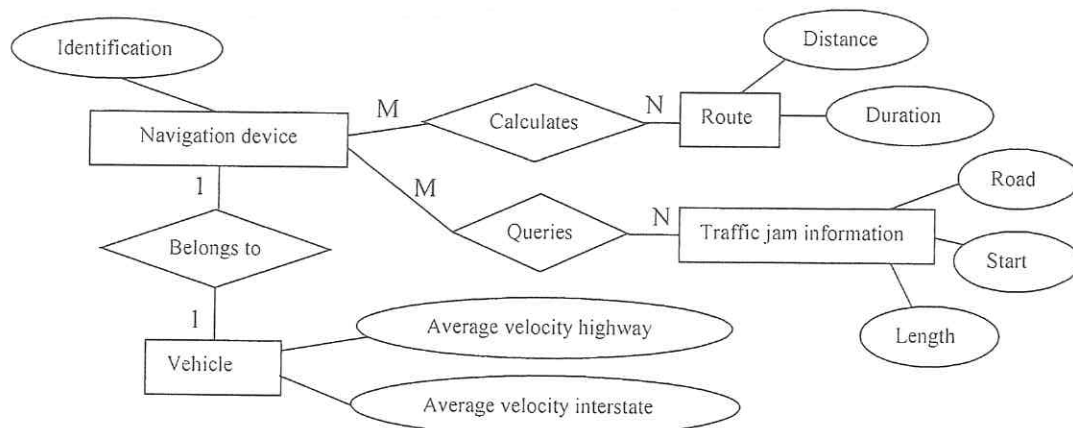 Identification
Distance
M
Calculates
N
Route
Duration
Navigation device
1
M
Road
Belongs to
Queries
N
Traffic jam information
Start
1
Average velocity highway
Length
Vehicle
Average velocity interstate